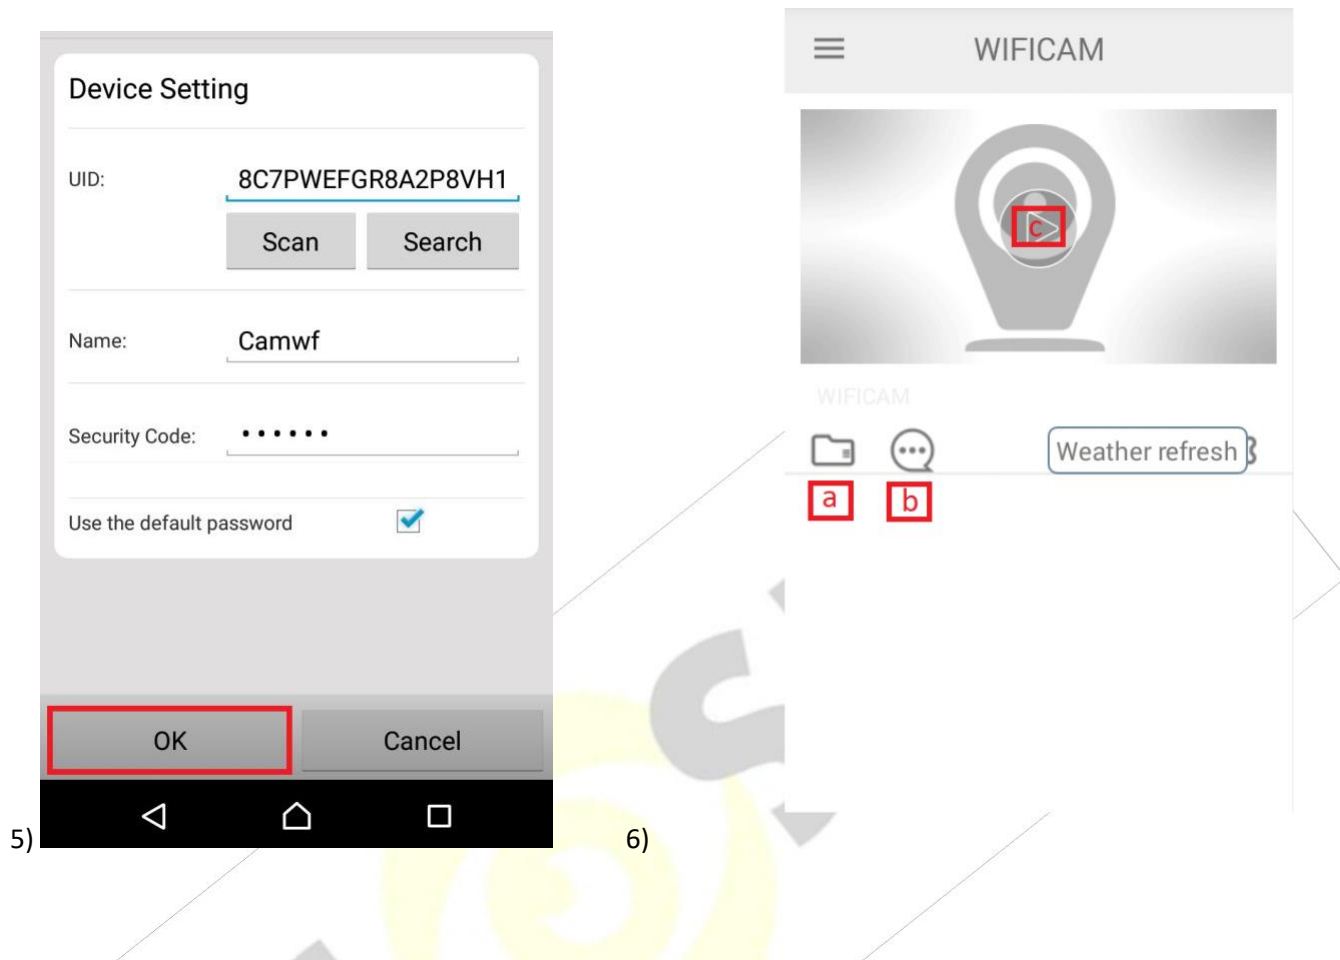 Device Setting
UID: 8C7PWEFGR8A2P8VH1
Scan Search
Name: Camwf
Security Code: ••••••
Use the default password
OK Cancel
5)
WIFICAM
c
WIFICAM
Weather refresh
a b
6)